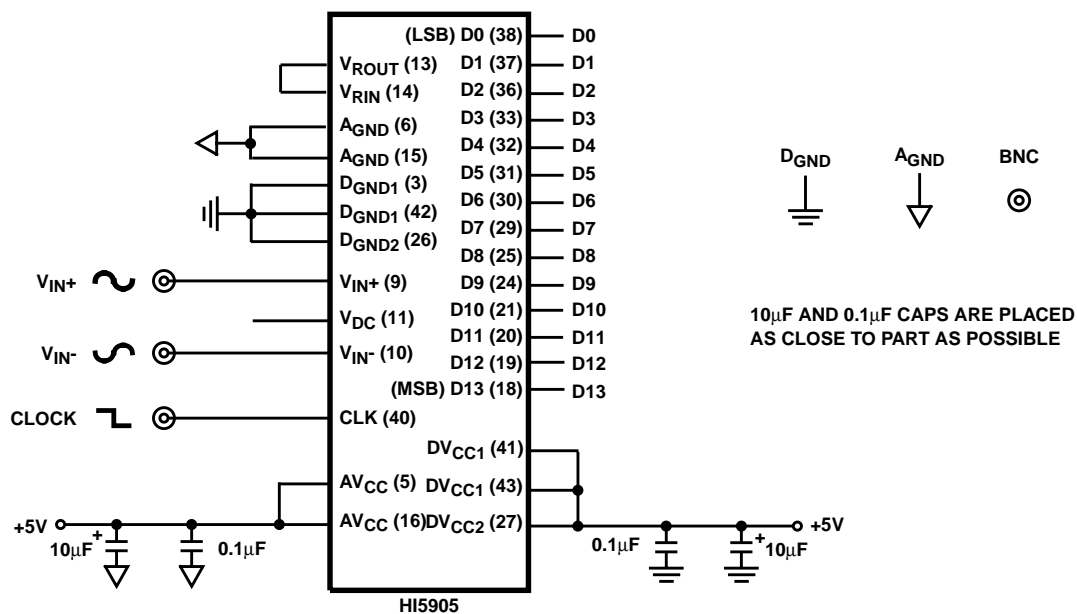 (LSB) D0 (38) D0
VROUT (13) D1 (37) D1
VRIN (14) D2 (36) D2
AGND (6) D3 (33) D3
D4 (32) D4
AGND (15) D5 (31) D5
DGND1 (3) D6 (30) D6
DGND1 (42) D7 (29) D7
DGND2 (26) D8 (25) D8
VIN+ VIN+ (9) D9 (24) D9
VDC (11) D10 (21) D10
D11 (20) D11
VIN- VIN- (10) D12 (19) D12
(MSB) D13 (18) D13
CLOCK CLK (40)
DVCC1 (41)
AVCC (5) DVCC1 (43)
+5V AVCC (16) DVCC2 (27) +5V
10µF + 0.1µF 0.1µF + 10µF
HI5905
DGND AGND BNC
10µF AND 0.1µF CAPS ARE PLACED
AS CLOSE TO PART AS POSSIBLE